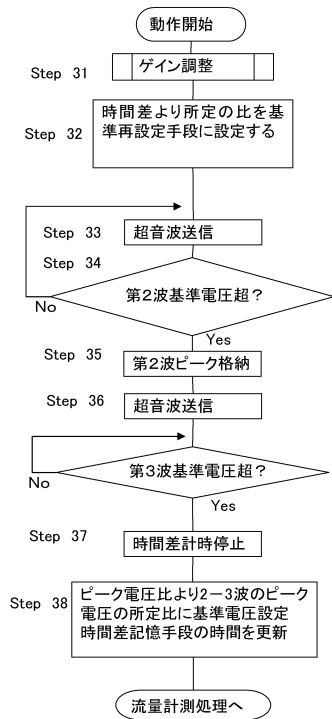 動作開始
Step 31
ゲイン調整
Step 32
時間差より所定の比を基
準再設定手段に設定する
Step 33
超音波送信
Step 34
第2波基準電圧超?
No
Yes
Step 35
第2波ピーク格納
Step 36
超音波送信
第3波基準電圧超?
No
Yes
Step 37
時間差計時停止
Step 38
ピーク電圧比より2－3波のピーク
電圧の所定比に基準電圧設定
時間差記憶手段の時間を更新
流量計測処理へ